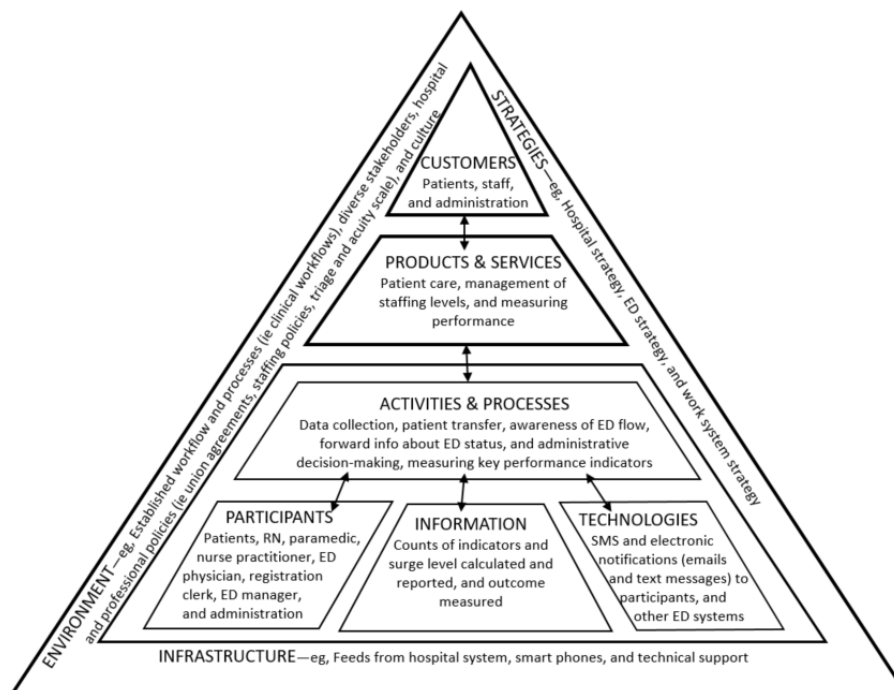 CUSTOMERS
Patients, staff,
and administration
PRODUCTS & SERVICES
Patient care, management of
staffing levels, and measuring
performance
ACTIVITIES & PROCESSES
Data collection, patient transfer, awareness of ED flow,
forward info about ED status, and administrative
decision-making, measuring key performance indicators
PARTICIPANTS
Patients, RN, paramedic,
nurse practitioner, ED
physician, registration
clerk, ED manager,
and administration
INFORMATION
Counts of indicators and
surge level calculated and
reported, and outcome
measured
TECHNOLOGIES
SMS and electronic
notifications (emails
and text messages) to
participants, and
other ED systems
ENVIRONMENT—eg, Established workflow and processes (ie clinical workflows), diverse stakeholders, hospital
and professional policies (ie union agreements, staffing policies, triage and acuity scale), and culture
STRATEGIES—eg, Hospital strategy, ED strategy, and work system strategy
INFRASTRUCTURE—eg, Feeds from hospital system, smart phones, and technical support